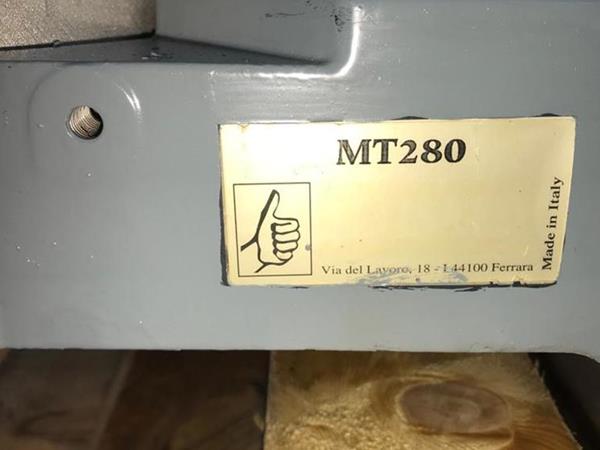 MT280
Via del Lavoro, 18 - I 44100 Ferrara
Made in Italy